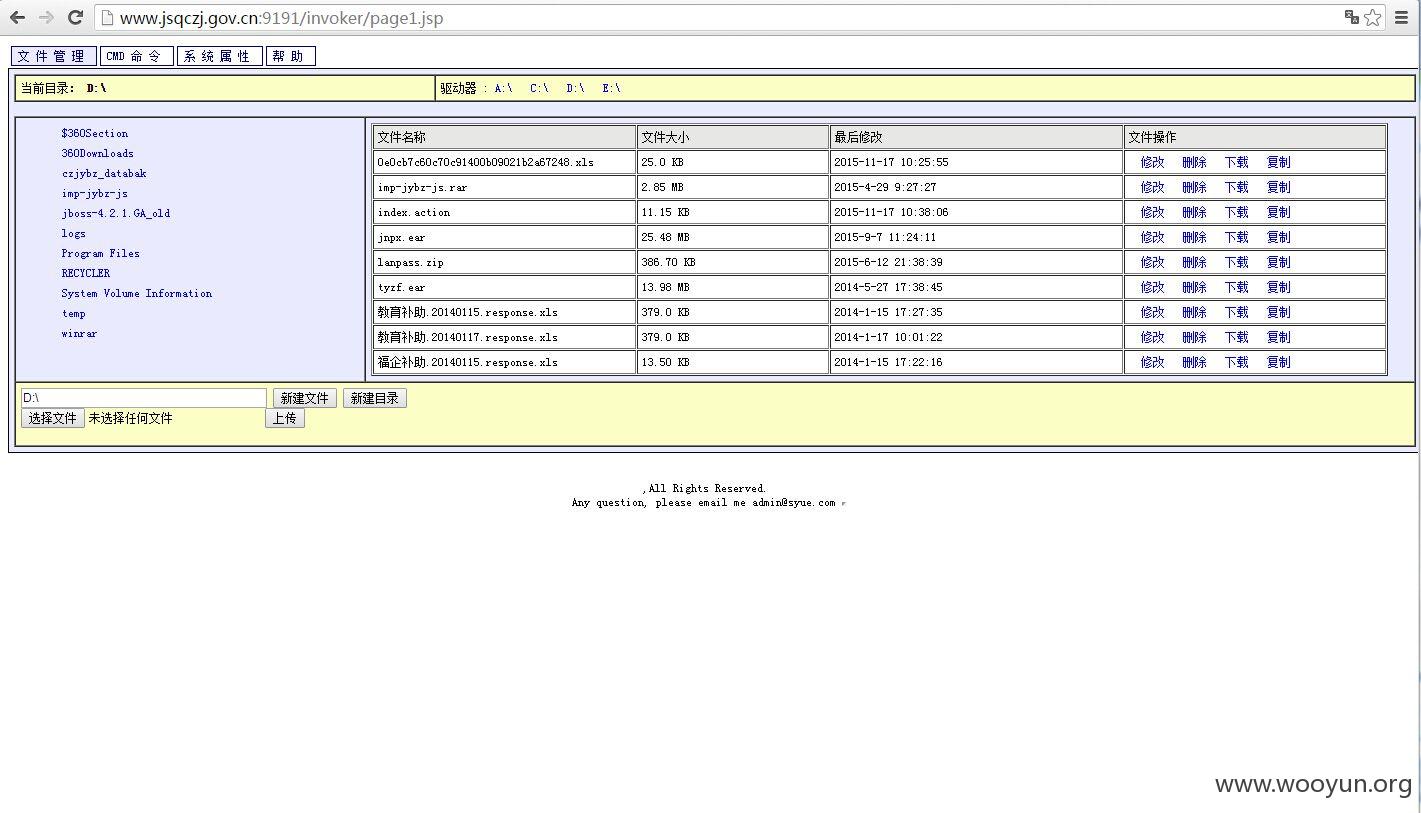 www.jsqczj.gov.cn:9191/invoker/page1.jsp
文件管理 CMD 命令 系统属性 帮助
当前目录: D:\ 驱动器 : A:\ C:\ D:\ E:\
$360Section
360Downloads
czjybz_databak
imp-jybz-js
jboss-4.2.1.GA_old
logs
Program Files
RECYCLER
System Volume Information
temp
winrar
文件名称 文件大小 最后修改 文件操作
0e0cb7c60c70c91400b09021b2a67248.xls 25.0 KB 2015-11-17 10:25:55 修改 删除 下载 复制
imp-jybz-js.rar 2.85 MB 2015-4-29 9:27:27 修改 删除 下载 复制
index.action 11.15 KB 2015-11-17 10:38:06 修改 删除 下载 复制
jnpx.ear 25.48 MB 2015-9-7 11:24:11 修改 删除 下载 复制
lanpass.zip 386.70 KB 2015-6-12 21:38:39 修改 删除 下载 复制
tyzf.ear 13.98 MB 2014-5-27 17:38:45 修改 删除 下载 复制
教育补助.20140115.response.xls 379.0 KB 2014-1-15 17:27:35 修改 删除 下载 复制
教育补助.20140117.response.xls 379.0 KB 2014-1-17 10:01:22 修改 删除 下载 复制
福企补助.20140115.response.xls 13.50 KB 2014-1-15 17:22:16 修改 删除 下载 复制
D:\ 新建文件 新建目录
选择文件 未选择任何文件 上传
,All Rights Reserved.
Any question, please email me admin@syue.com
www.wooyun.org